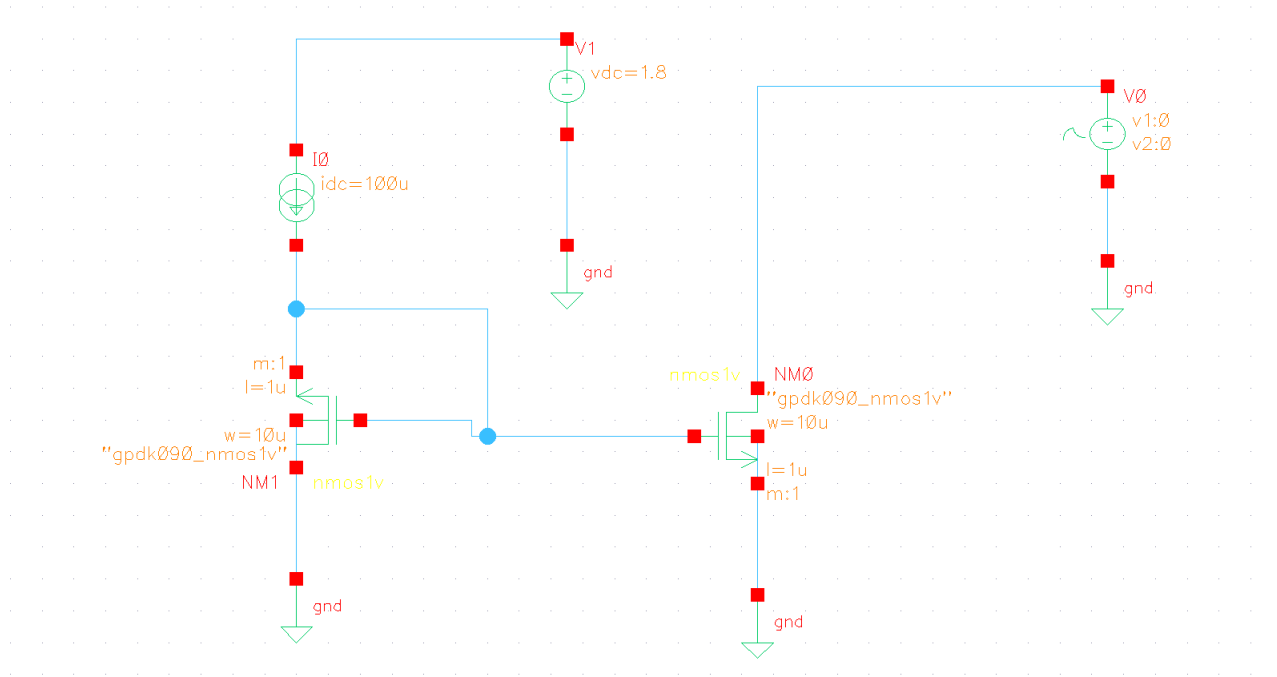 V1
vdc=1.8
V0
v1:0
v2:0
I0
idc=100u
gnd
gnd
m:1
l=1u
w=10u
"gpdk090_nmos1v"
NM1
nmos1v
nmos1v
NM0
"gpdk090_nmos1v"
w=10u
l=1u
m:1
gnd
gnd